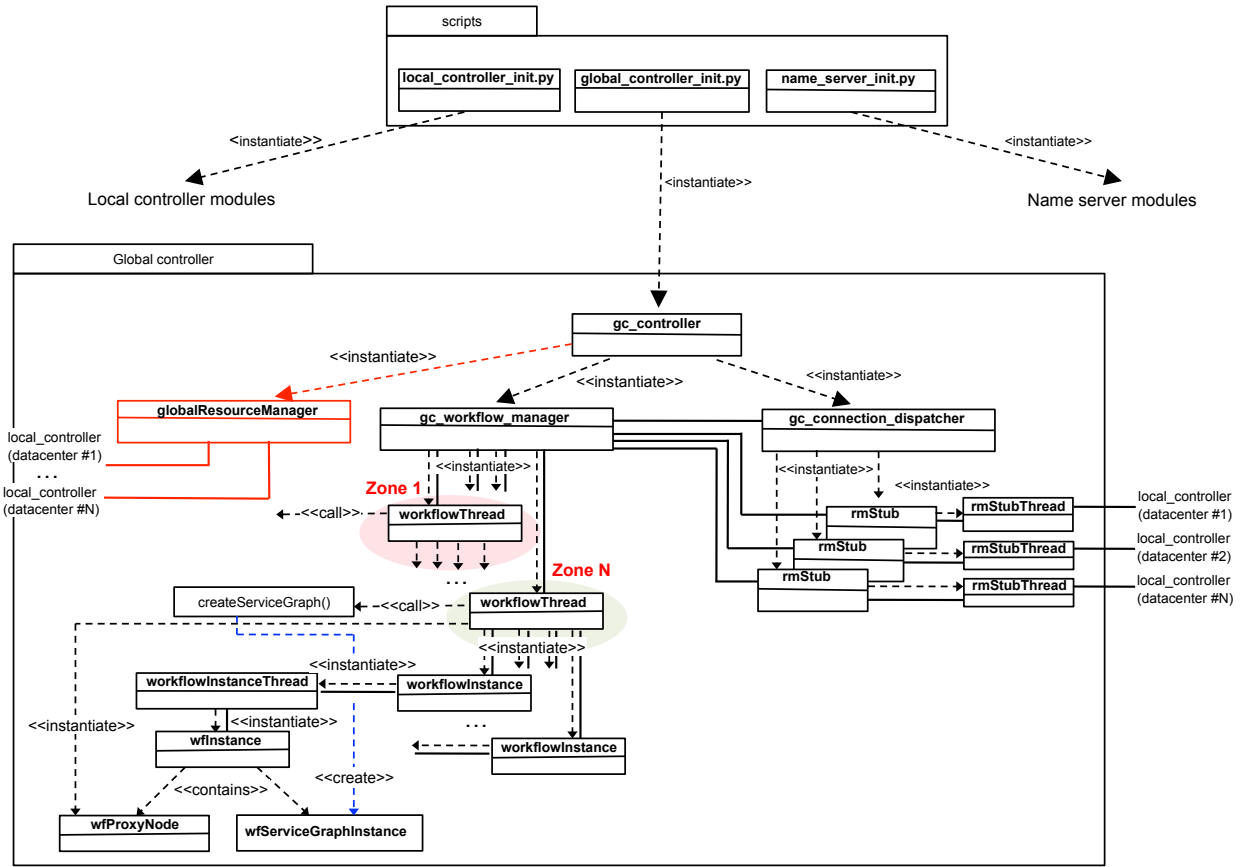 scripts
local_controller_init.py
global_controller_init.py
name_server_init.py
<instantiate>>
<instantiate>>
<instantiate>>
Local controller modules
Name server modules
Global controller
gc_controller
<<instantiate>>
<<instantiate>>
<<instantiate>>
globalResourceManager
gc_workflow_manager
gc_connection_dispatcher
local_controller
(datacenter #1)
...
local_controller
(datacenter #N)
<<instantiate>>
<<instantiate>>
<<instantiate>>
Zone 1
<<call>>
workflowThread
rmStub
rmStubThread
local_controller
(datacenter #1)
rmStub
rmStubThread
local_controller
(datacenter #2)
rmStub
rmStubThread
local_controller
(datacenter #N)
...
Zone N
createServiceGraph()
<<call>>
workflowThread
<<instantiate>>
<<instantiate>>
workflowInstanceThread
workflowInstance
<<instantiate>>
<<instantiate>>
...
wfInstance
workflowInstance
<<contains>>
<<create>>
wfProxyNode
wfServiceGraphInstance